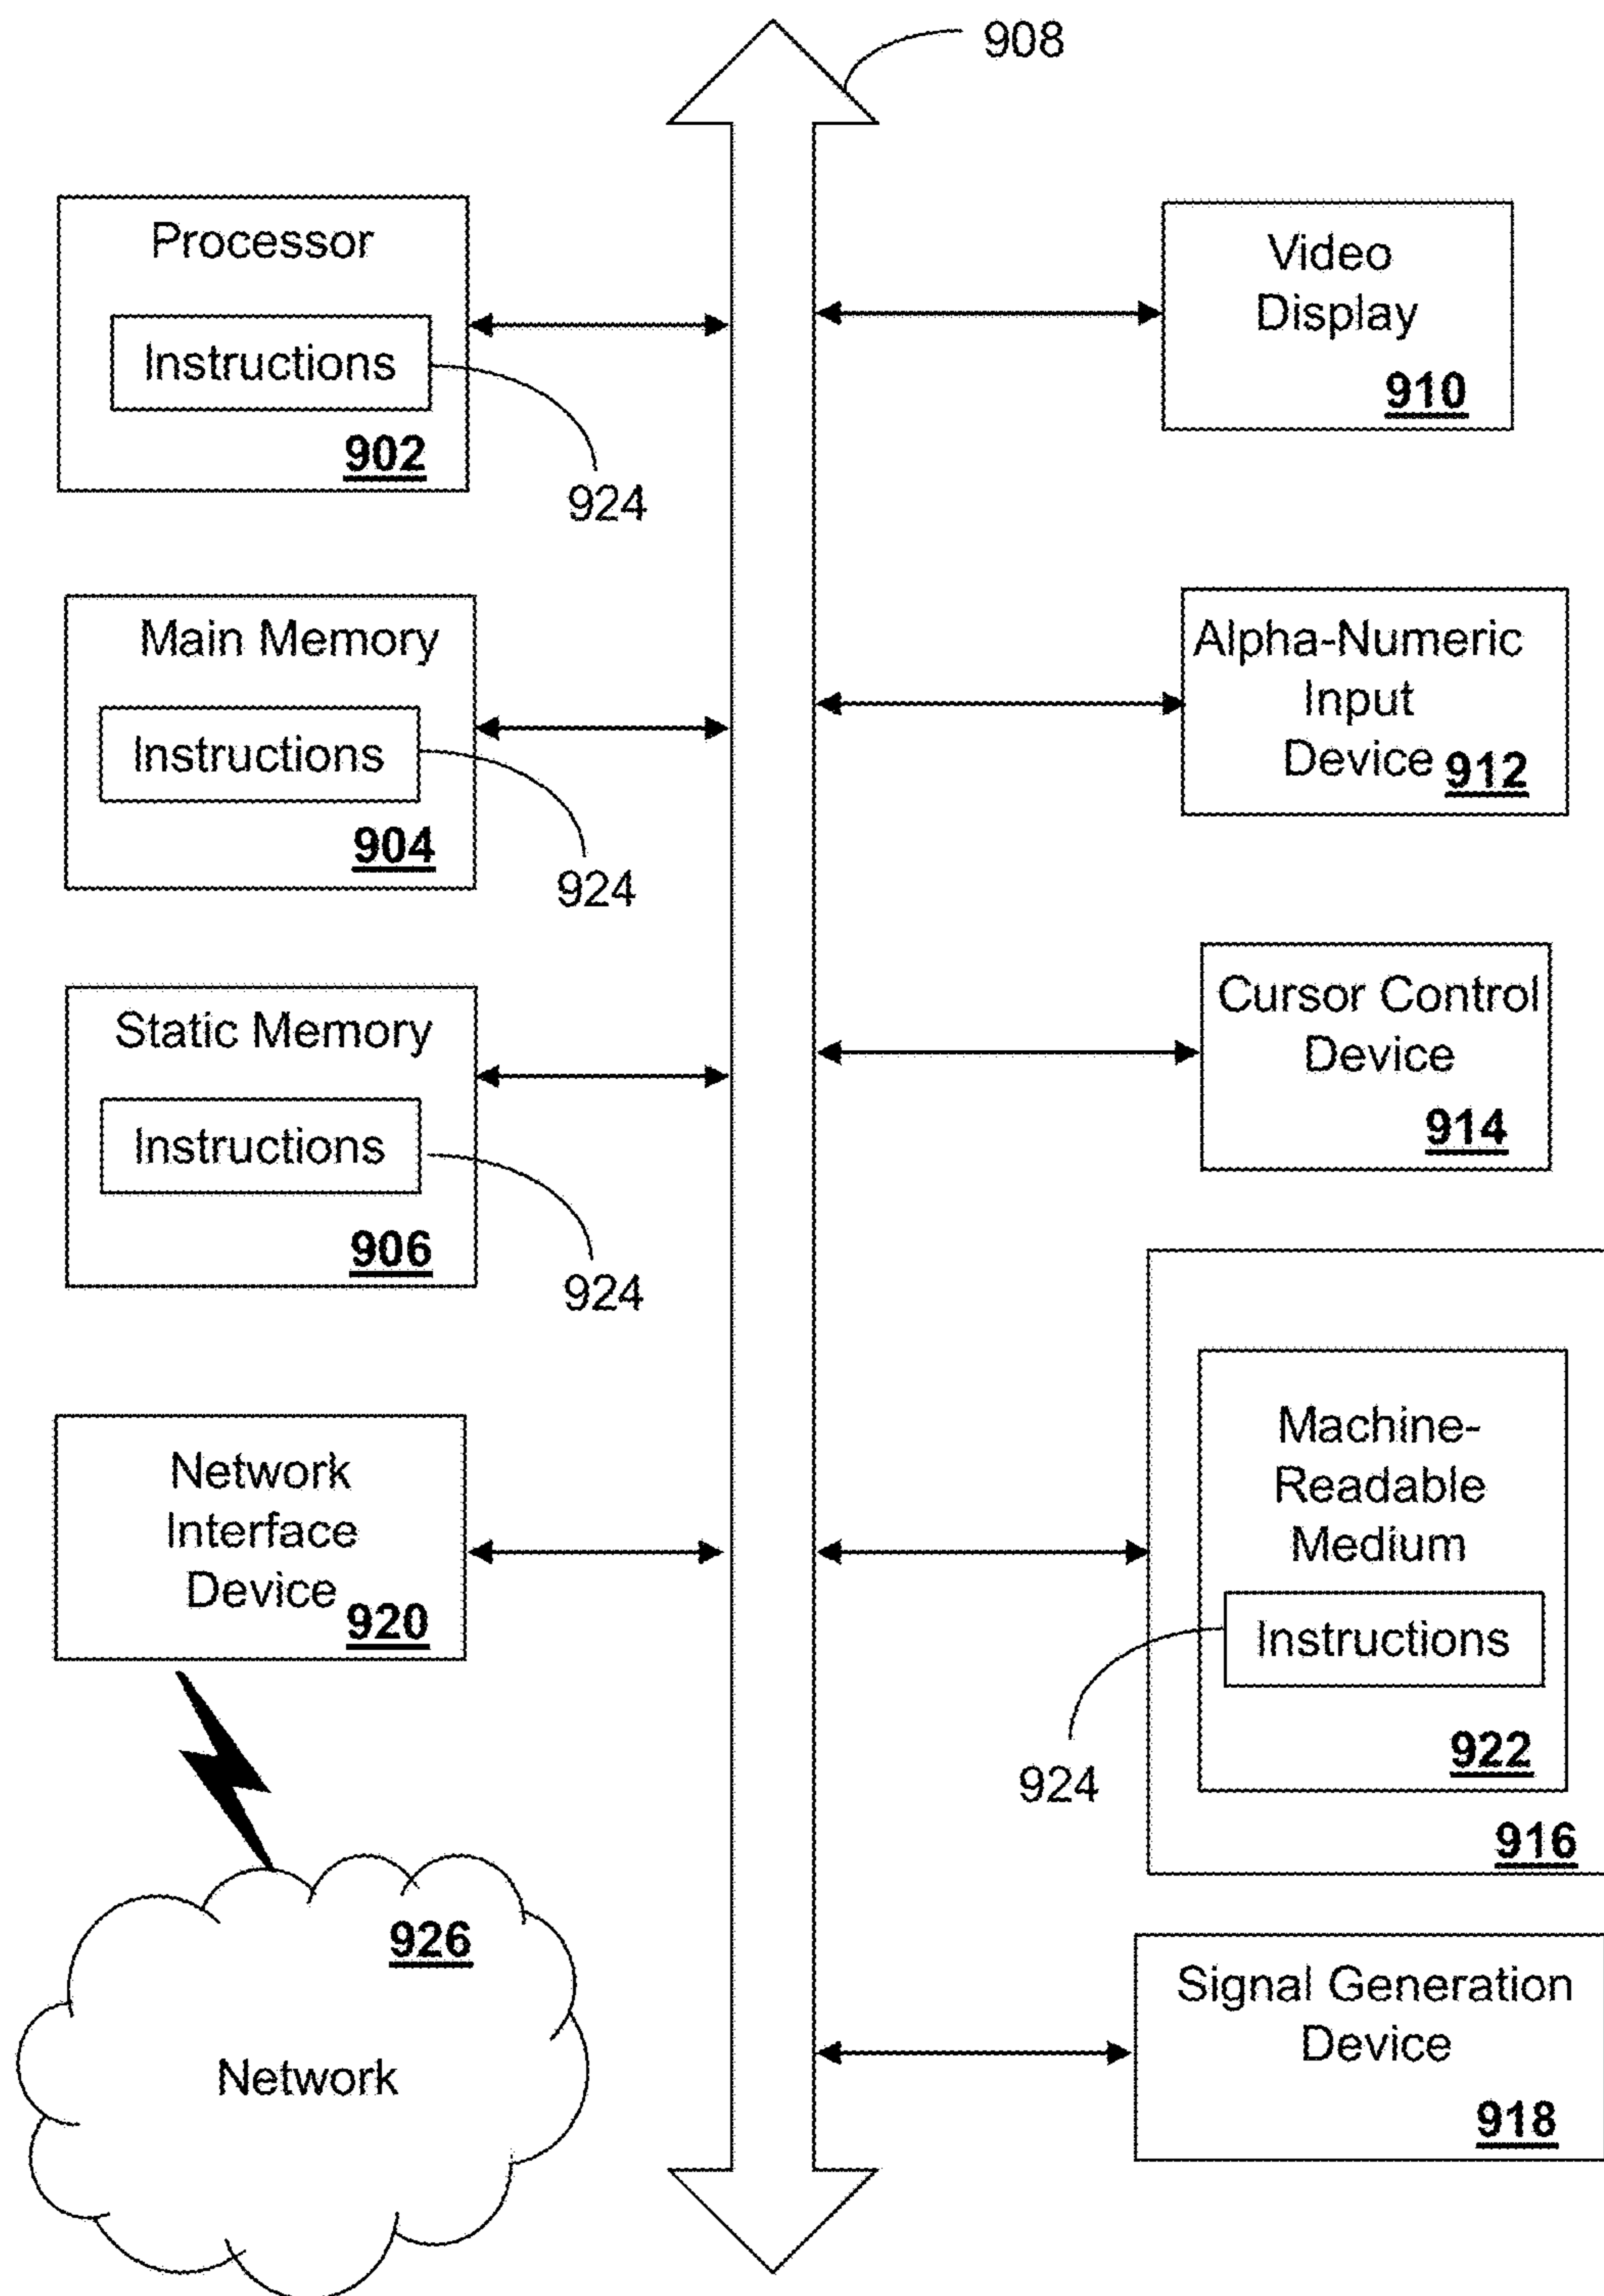 908
Processor
Instructions
902
924
Main Memory
Instructions
904
924
Static Memory
Instructions
906
924
Network
Interface
Device
920
926
Network
Video
Display
910
Alpha-Numeric
Input
Device
912
Cursor Control
Device
914
Machine-
Readable
Medium
Instructions
922
924
916
Signal Generation
Device
918